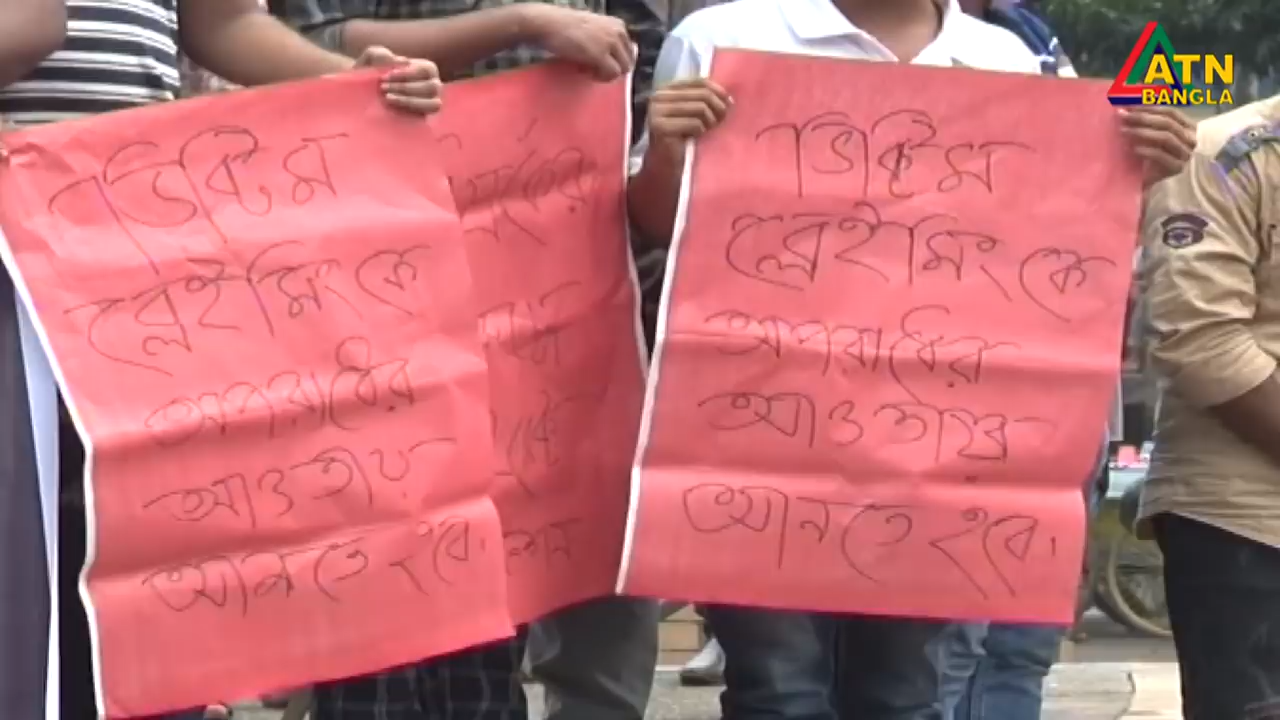 ভিক্টিম
ব্লেইমিংকে
অপরাধের
আওতায়
আনতে হবে।
ভিক্টিম
ব্লেইমিংকে
অপরাধের
আওতায়
আনতে হবে।
ATN
BANGLA